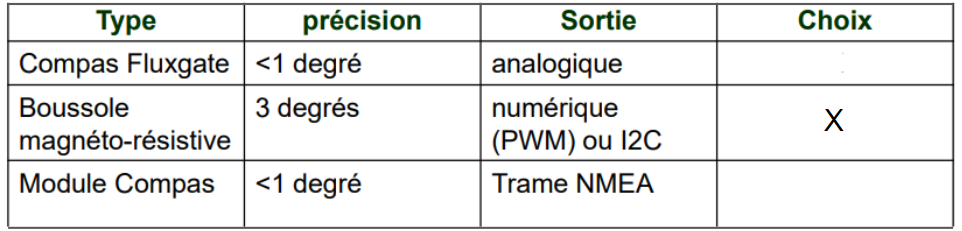 Type précision Sortie Choix
Compas Fluxgate <1 degré analogique
Boussole 3 degrés numérique X
magnéto-résistive (PWM) ou I2C
Module Compas <1 degré Trame NMEA